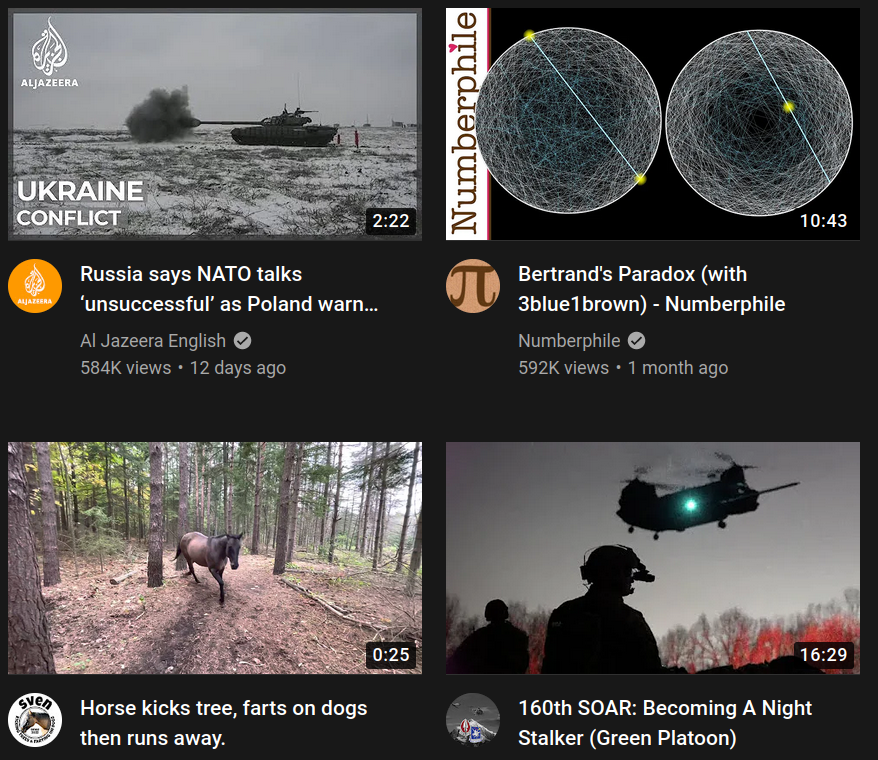 ALJAZEERA
UKRAINE
CONFLICT
2:22
Numberphile
10:43
ALJAZEERA
Russia says NATO talks
‘unsuccessful’ as Poland warn...
Al Jazeera English
584K views • 12 days ago
π
Bertrand's Paradox (with
3blue1brown) - Numberphile
Numberphile
592K views • 1 month ago
0:25
16:29
sven
Horse kicks tree, farts on dogs
then runs away.
160th SOAR: Becoming A Night
Stalker (Green Platoon)